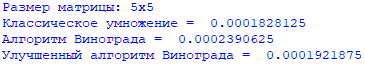 Размер матрицы: 5x5
Классическое умножение =  0.0001828125
Алгоритм Винограда =  0.0002390625
Улучшенный алгоритм Винограда =  0.0001921875